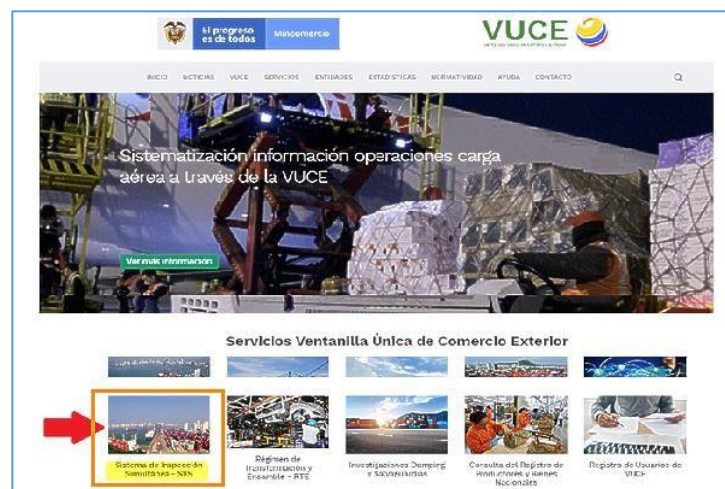 El progreso
es de todos
Mincomercio
VUCE
INICIO NOTICIAS VUCE SERVICIOS ENTIDADES ESTADÍSTICAS NORMATIVIDAD AYUDA CONTACTO
Sistematización información operaciones carga
aérea a través de la VUCE
Ver más información
Servicios Ventanilla Única de Comercio Exterior
Sistema de Inspección
Simultánea - SIIS
Régimen de
Transformación y
Ensamble - RTE
Investigaciones Dumping
y Salvaguardias
Consulta del Registro de
Productores y Bienes
Nacionales
Registro de Usuarios de
VUCE